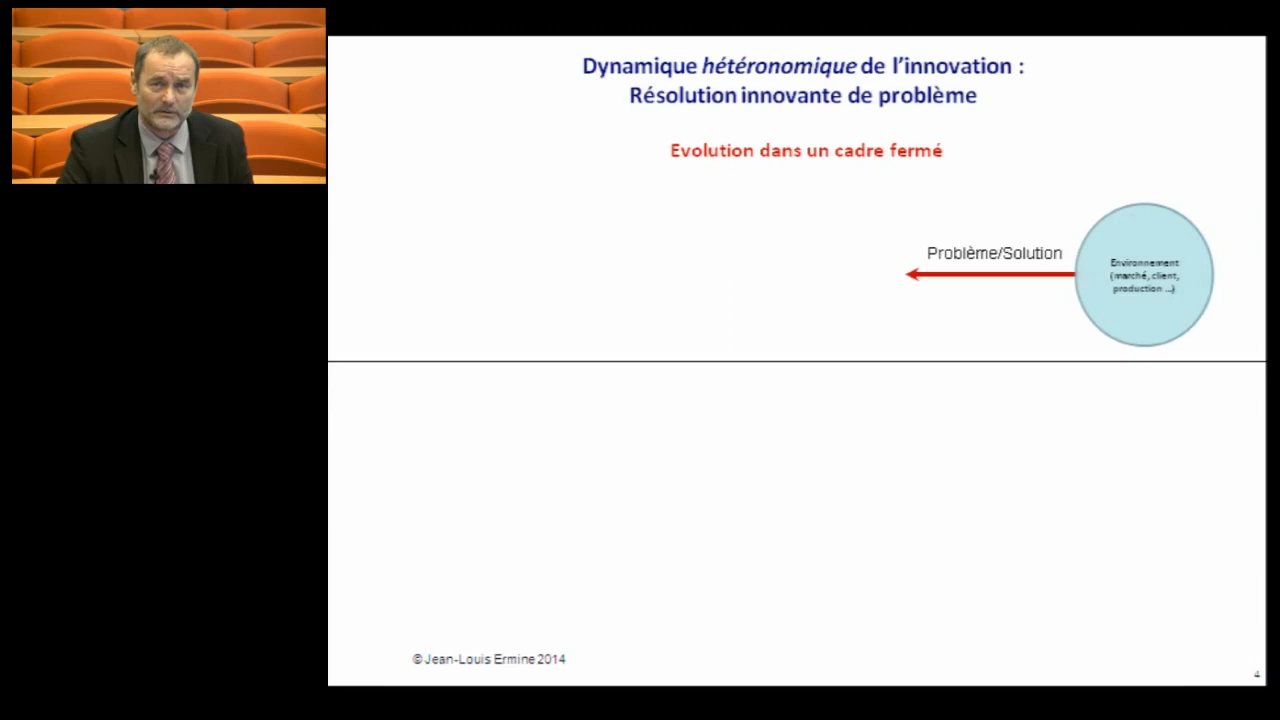 Dynamique hétéronomique de l'innovation :
Résolution innovante de problème
Evolution dans un cadre fermé
Problème/Solution
Environnement
(marché, client,
production ...)
© Jean-Louis Ermine 2014
4